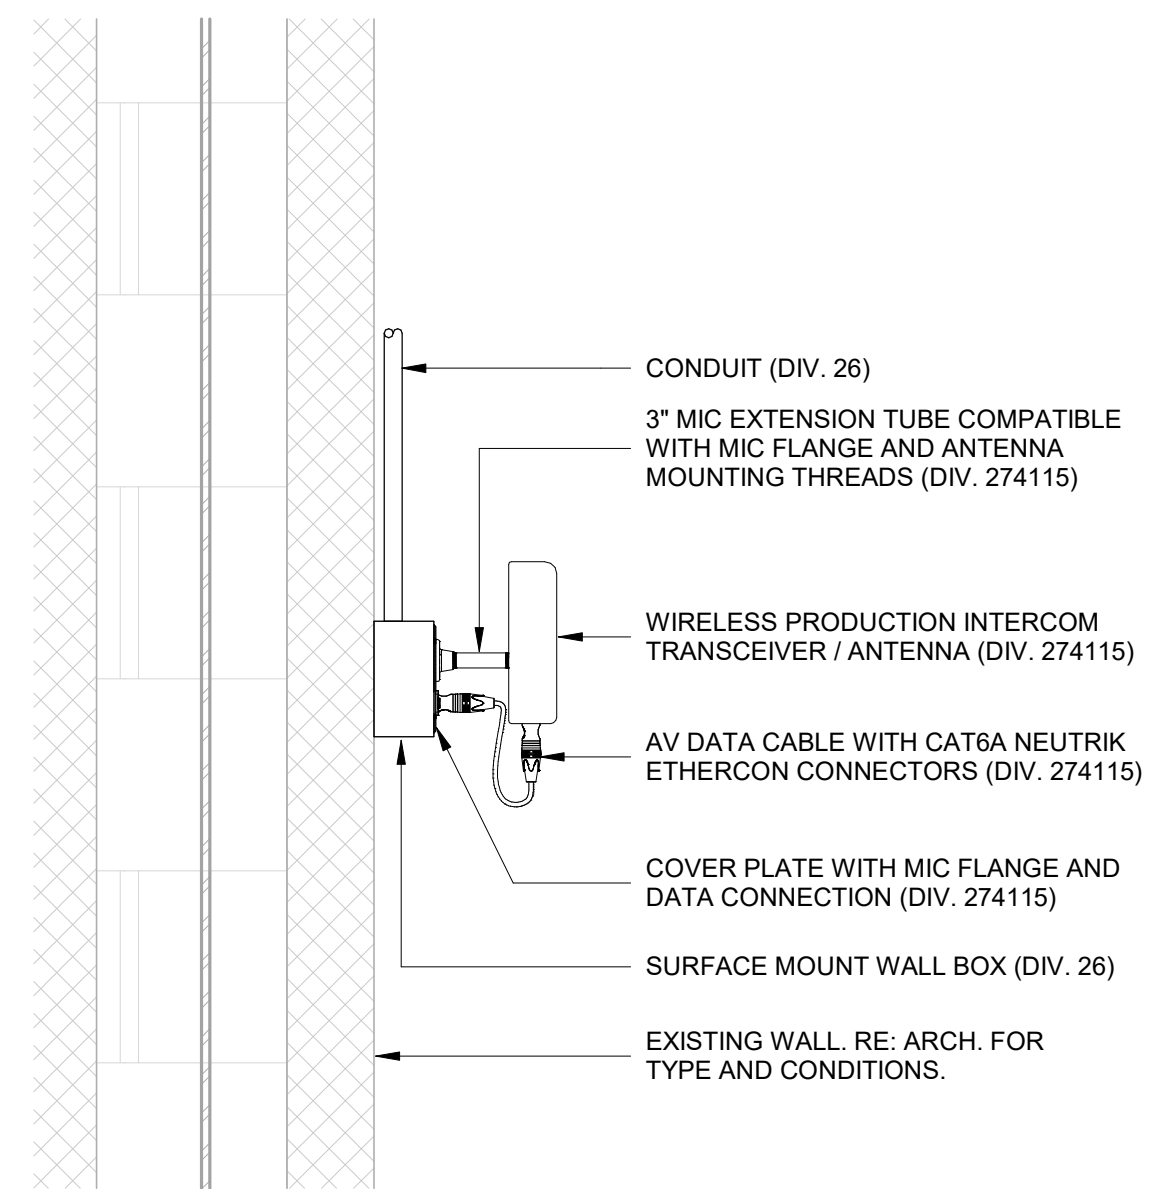 CONDUIT (DIV. 26)
3" MIC EXTENSION TUBE COMPATIBLE
WITH MIC FLANGE AND ANTENNA
MOUNTING THREADS (DIV. 274115)
WIRELESS PRODUCTION INTERCOM
TRANSCEIVER / ANTENNA (DIV. 274115)
AV DATA CABLE WITH CAT6A NEUTRIK
ETHERCON CONNECTORS (DIV. 274115)
COVER PLATE WITH MIC FLANGE AND
DATA CONNECTION (DIV. 274115)
SURFACE MOUNT WALL BOX (DIV. 26)
EXISTING WALL. RE: ARCH. FOR
TYPE AND CONDITIONS.